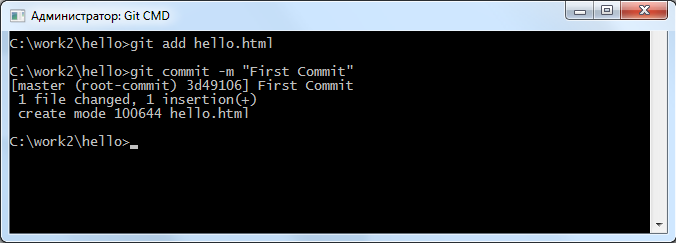 Администратор: Git CMD
C:\work2\hello>git add hello.html
C:\work2\hello>git commit -m "First Commit"
[master (root-commit) 3d49106] First Commit
 1 file changed, 1 insertion(+)
 create mode 100644 hello.html
C:\work2\hello>